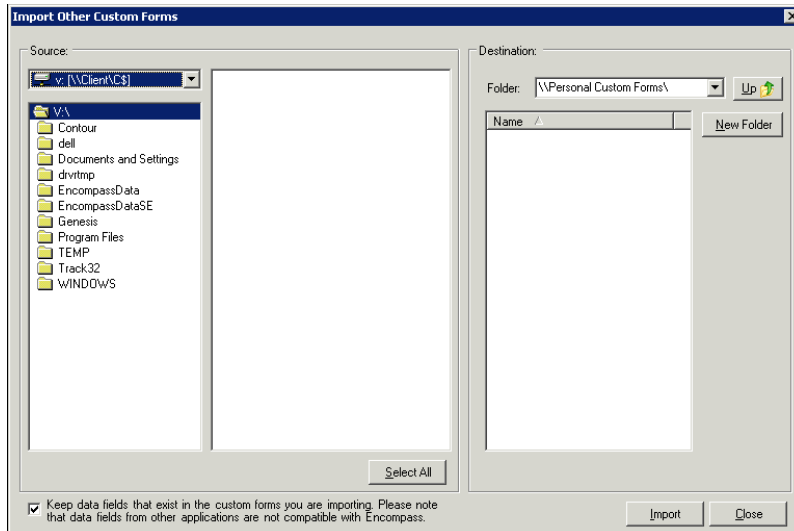 Import Other Custom Forms
Source:
v: [\\Client\C$]
V:\
Contour
dell
Documents and Settings
drvrtmp
EncompassData
EncompassDataSE
Genesis
Program Files
TEMP
Track32
WINDOWS
Select All
Destination:
Folder: \\Personal Custom Forms\ Up
Name
New Folder
Keep data fields that exist in the custom forms you are importing. Please note
that data fields from other applications are not compatible with Encompass.
Import Close